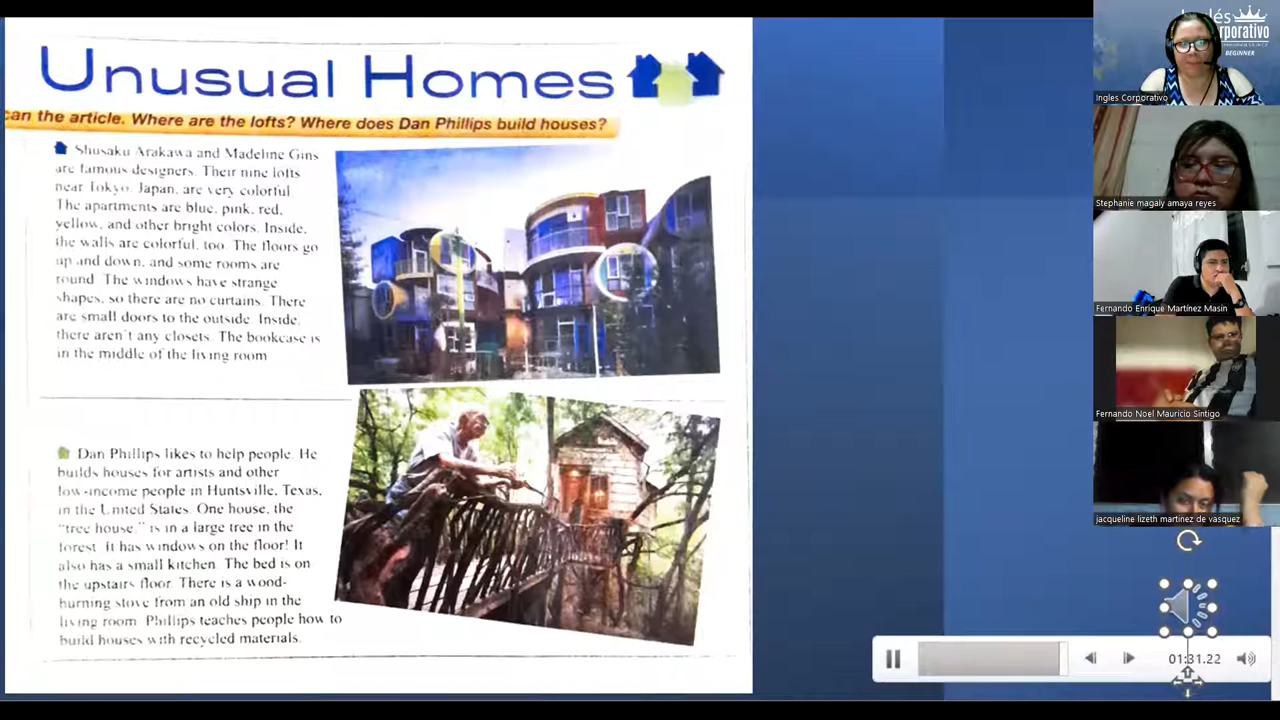 Unusual Homes
can the article. Where are the lofts? Where does Dan Phillips build houses?
Shusaku Arakawa and Madeline Gins
are famous designers. Their nine lofts
near Tokyo, Japan, are very colorful.
The apartments are blue, pink, red,
yellow, and other bright colors. Inside,
the walls are colorful, too. The floors go
up and down, and some rooms are
round. The windows have strange
shapes, so there are no curtains. There
are small doors to the outside. Inside,
there aren't any closets. The bookcase is
in the middle of the living room
Dan Phillips likes to help people. He
builds houses for artists and other
low-income people in Huntsville, Texas,
in the United States. One house, the
"tree house," is in a large tree in the
forest. It has windows on the floor! It
also has a small kitchen. The bed is on
the upstairs floor. There is a wood-
burning stove from an old ship in the
living room. Phillips teaches people how to
build houses with recycled materials.
01:31.22
Inglés
Corporativo
BEGINNER
Ingles Corporativo
Stephanie magaly amaya reyes
Fernando Enrique Martínez Masin
Fernando Noel Mauricio Sintigo
jacqueline lizeth martinez de vasquez